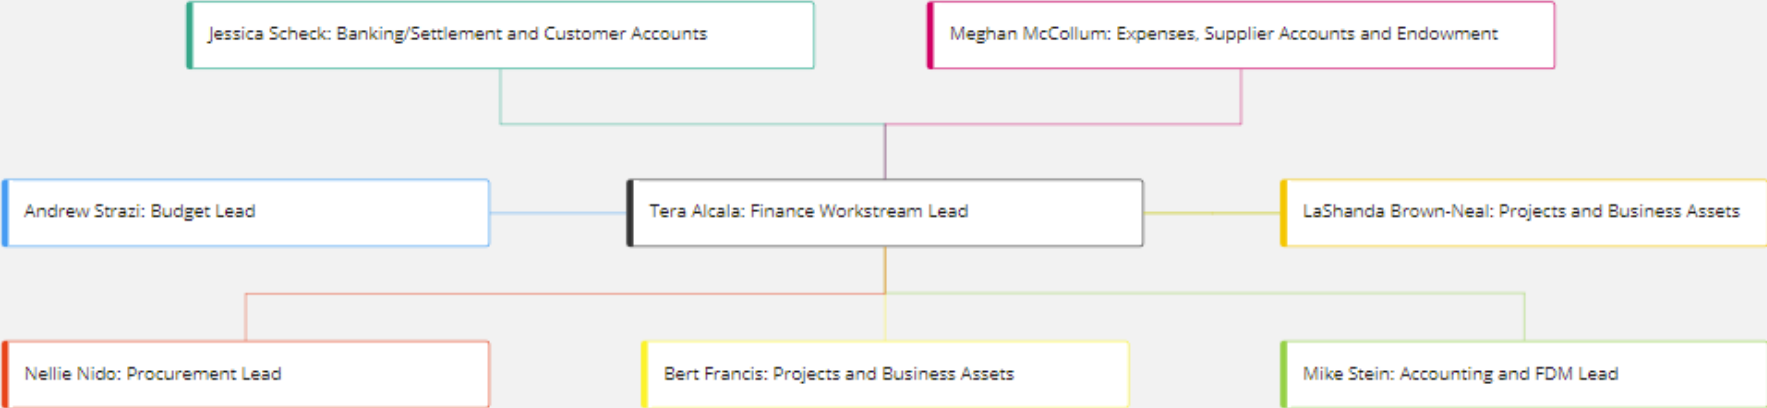 Jessica Scheck: Banking/Settlement and Customer Accounts
Meghan McCollum: Expenses, Supplier Accounts and Endowment
Andrew Strazi: Budget Lead
Tera Alcala: Finance Workstream Lead
LaShanda Brown-Neal: Projects and Business Assets
Nellie Nido: Procurement Lead
Bert Francis: Projects and Business Assets
Mike Stein: Accounting and FDM Lead